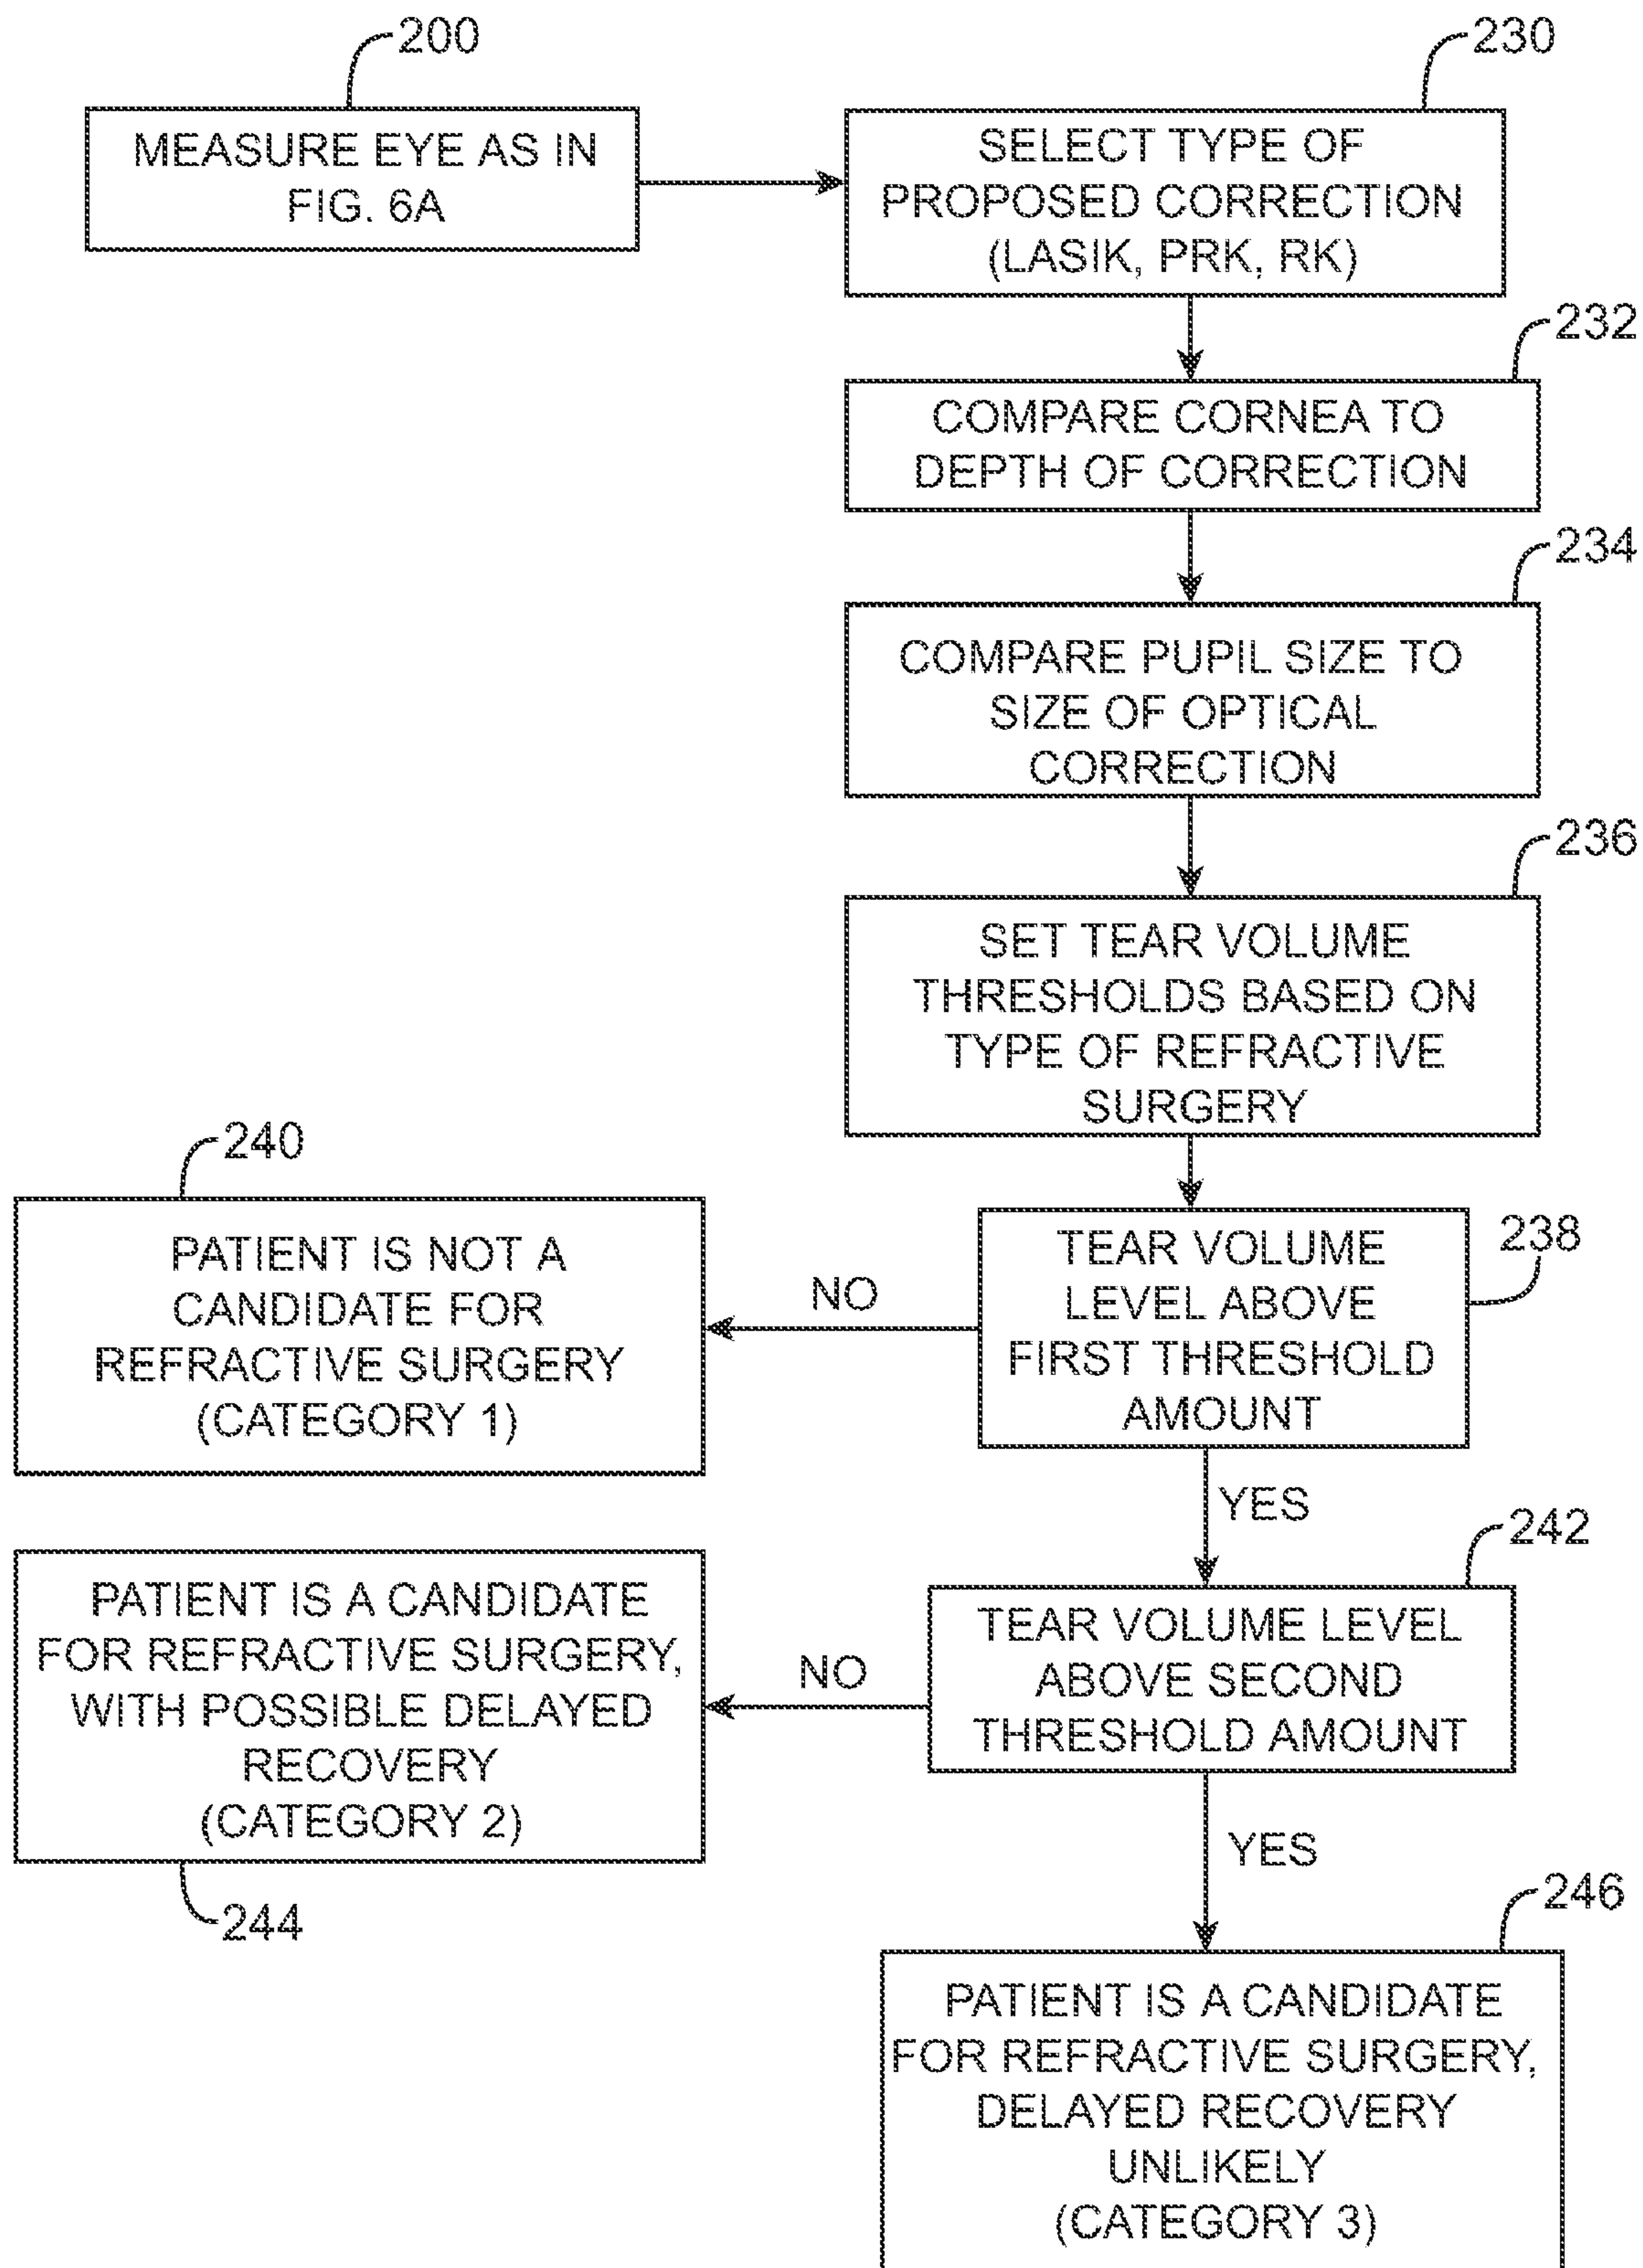 200
MEASURE EYE AS IN
FIG. 6A
230
SELECT TYPE OF
PROPOSED CORRECTION
(LASIK, PRK, RK)
232
COMPARE CORNEA TO
DEPTH OF CORRECTION
234
COMPARE PUPIL SIZE TO
SIZE OF OPTICAL
CORRECTION
236
SET TEAR VOLUME
THRESHOLDS BASED ON
TYPE OF REFRACTIVE
SURGERY
238
TEAR VOLUME
LEVEL ABOVE
FIRST THRESHOLD
AMOUNT
NO
240
PATIENT IS NOT A
CANDIDATE FOR
REFRACTIVE SURGERY
(CATEGORY 1)
YES
242
TEAR VOLUME LEVEL
ABOVE SECOND
THRESHOLD AMOUNT
NO
PATIENT IS A CANDIDATE
FOR REFRACTIVE SURGERY,
WITH POSSIBLE DELAYED
RECOVERY
(CATEGORY 2)
244
YES
246
PATIENT IS A CANDIDATE
FOR REFRACTIVE SURGERY,
DELAYED RECOVERY
UNLIKELY
(CATEGORY 3)